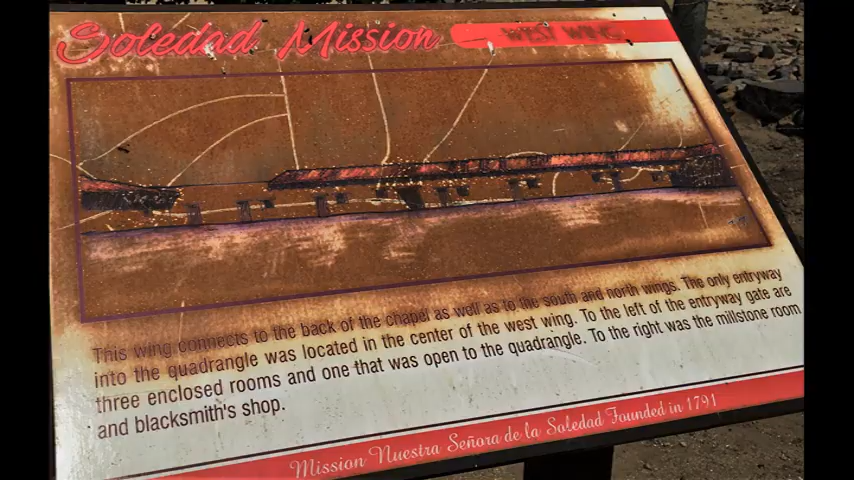 Soledad Mission
WEST WING
This wing connects to the back of the chapel as well as to the south and north wings. The only entryway
into the quadrangle was located in the center of the west wing. To the left of the entryway gate are
three enclosed rooms and one that was open to the quadrangle. To the right was the millstone room
and blacksmith's shop.
Mission Nuestra Señora de la Soledad Founded in 1791